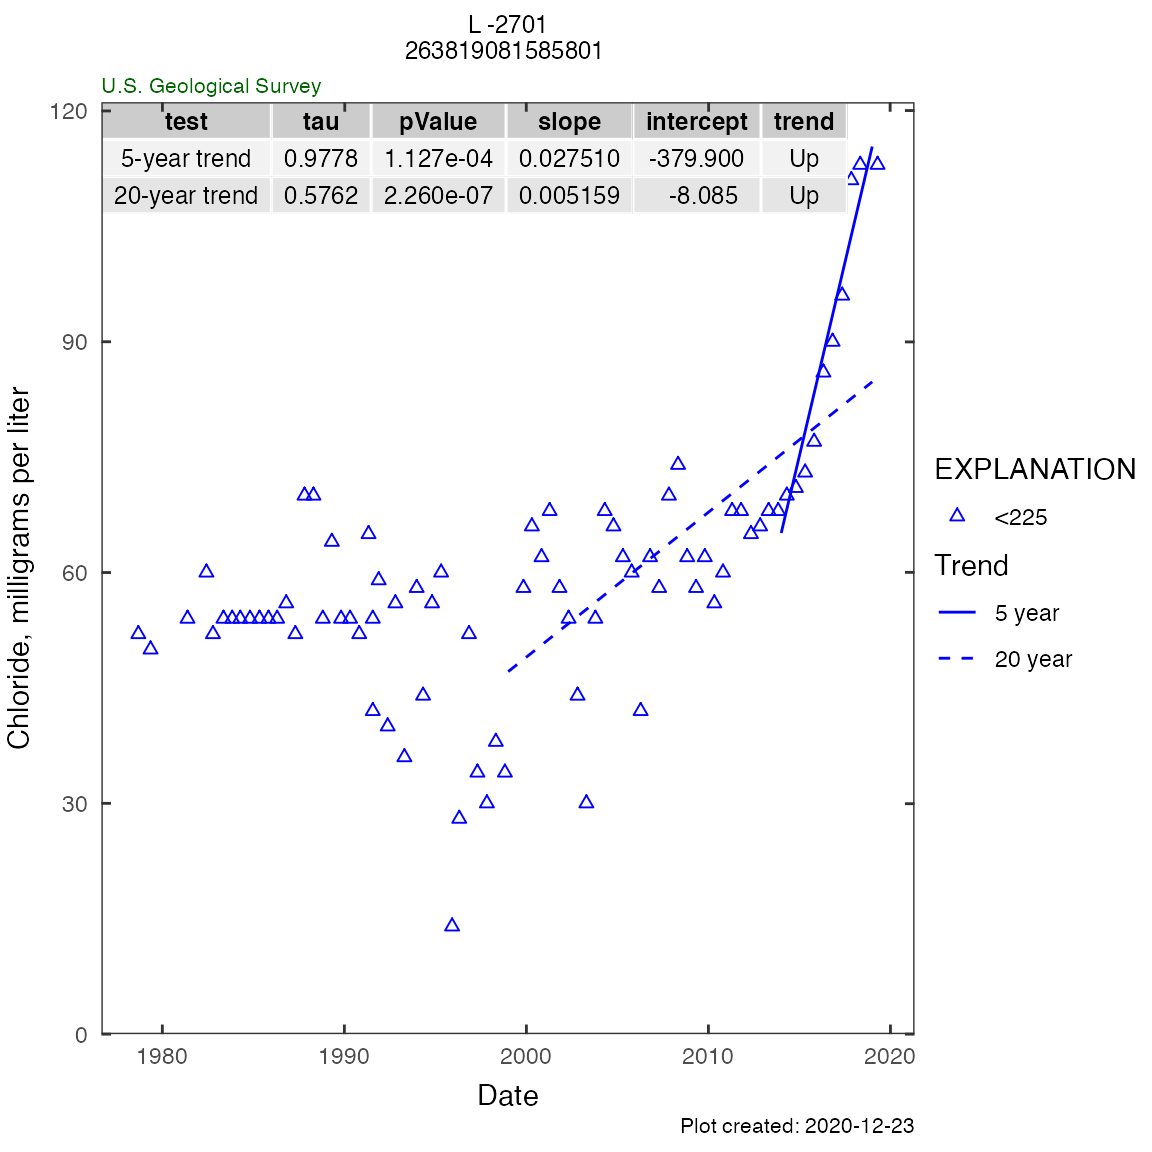 L -2701
263819081585801
U.S. Geological Survey
test tau pValue slope intercept trend
5-year trend 0.9778 1.127e-04 0.027510 -379.900 Up
20-year trend 0.5762 2.260e-07 0.005159 -8.085 Up
120
90
60
30
0
Chloride, milligrams per liter
1980 1990 2000 2010 2020
Date
EXPLANATION
<225
Trend
5 year
20 year
Plot created: 2020-12-23